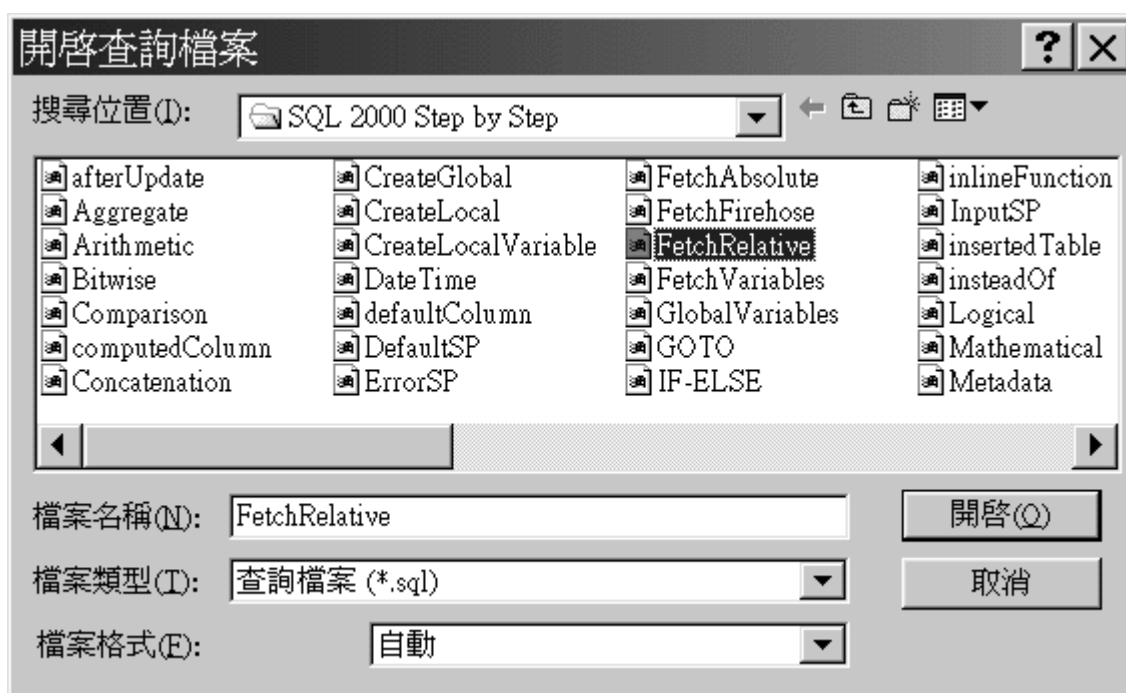 開啓查詢檔案
搜尋位置(I): SQL 2000 Step by Step
afterUpdate CreateGlobal FetchAbsolute inlineFunction
Aggregate CreateLocal FetchFirehose InputSP
Arithmetic CreateLocalVariable FetchRelative insertedTable
Bitwise DateTime FetchVariables insteadOf
Comparison defaultColumn GlobalVariables Logical
computedColumn DefaultSP GOTO Mathematical
Concatenation ErrorSP IF-ELSE Metadata
檔案名稱(N): FetchRelative 開啓(O)
檔案類型(T): 查詢檔案 (*.sql) 取消
檔案格式(F): 自動